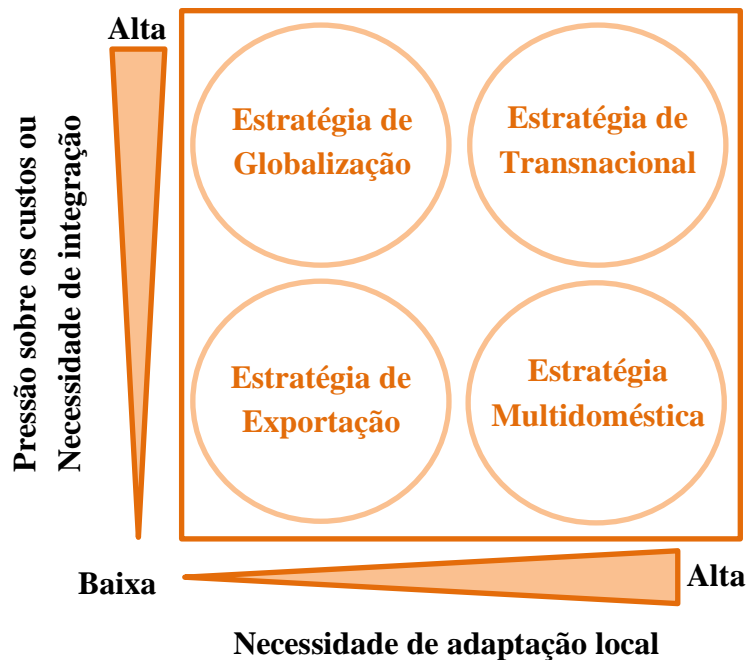 Alta
Pressão sobre os custos ou
Necessidade de integração
Estratégia de
Globalização
Estratégia de
Transnacional
Estratégia de
Exportação
Estratégia
Multidoméstica
Baixa
Alta
Necessidade de adaptação local